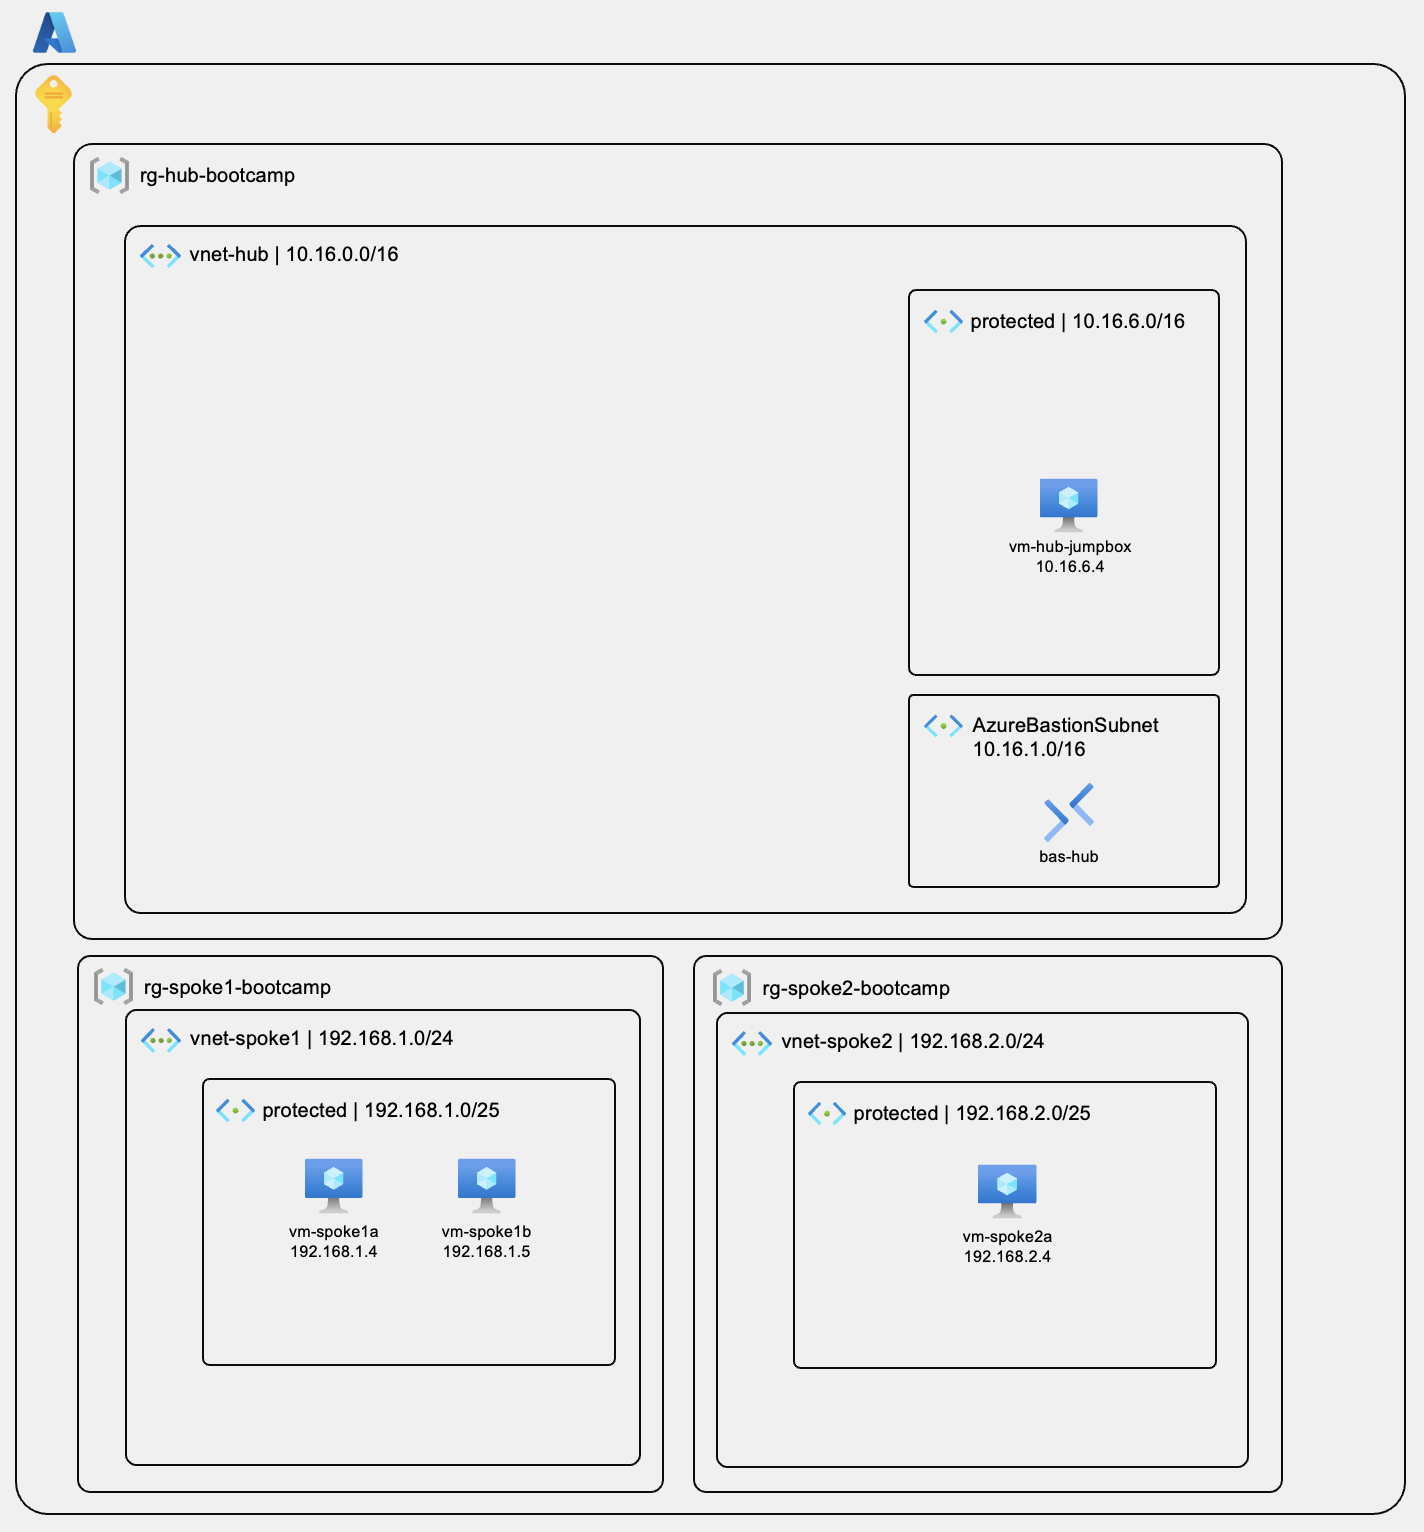 rg-hub-bootcamp
vnet-hub | 10.16.0.0/16
protected | 10.16.6.0/16
vm-hub-jumpbox
10.16.6.4
AzureBastionSubnet
10.16.1.0/16
bas-hub
rg-spoke1-bootcamp
vnet-spoke1 | 192.168.1.0/24
protected | 192.168.1.0/25
vm-spoke1a
192.168.1.4
vm-spoke1b
192.168.1.5
rg-spoke2-bootcamp
vnet-spoke2 | 192.168.2.0/24
protected | 192.168.2.0/25
vm-spoke2a
192.168.2.4